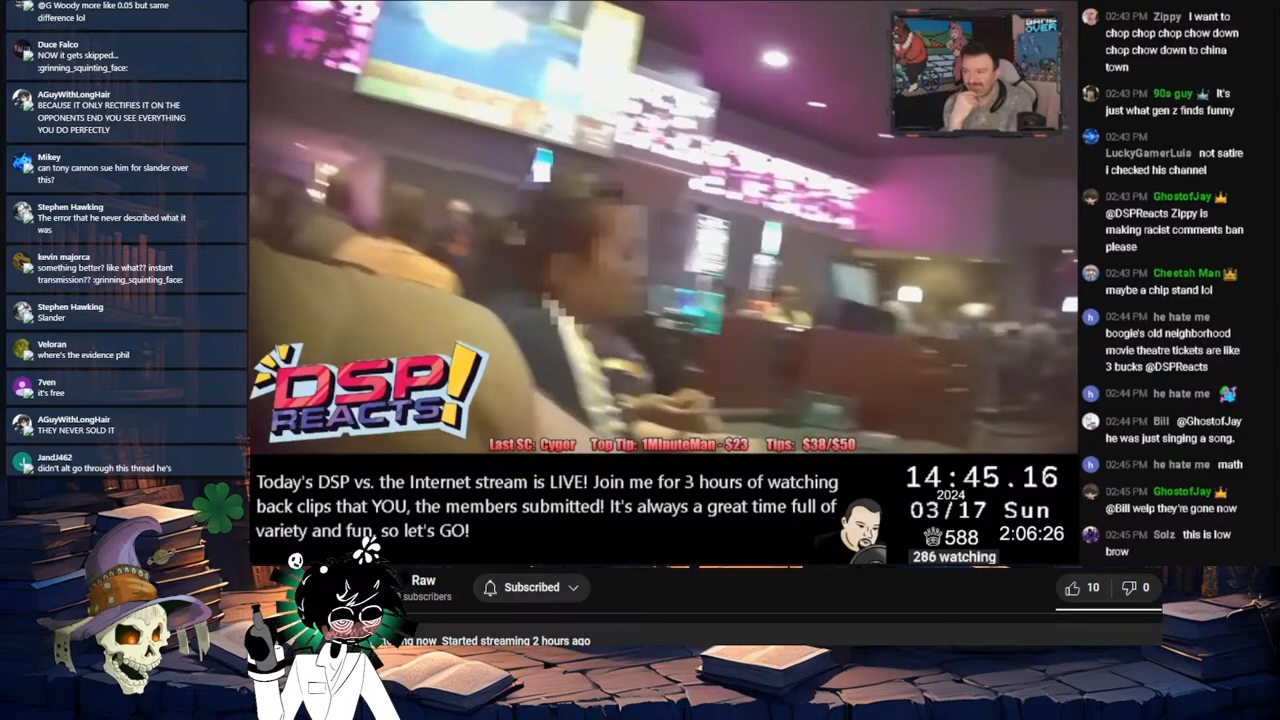 @G Woody more like 0.05 but same
difference lol
Duce Falco
NOW it gets skipped...
:grinning_squinting_face:
AGuyWithLongHair
BECAUSE IT ONLY RECTIFIES IT ON THE
OPPONENTS END YOU SEE EVERYTHING
YOU DO PERFECTLY
Mikey
can tony cannon sue him for slander over
this?
Stephen Hawking
The error that he never described what it
was
kevin majorca
something better? like what?? instant
transmission?? :grinning_squinting_face:
Stephen Hawking
Slander
Veloran
where's the evidence phil
7ven
it's free
AGuyWithLongHair
THEY NEVER SOLD IT
JandJ462
didn't alt go through this thread he's
GAME
OVER
DSP
REACTS!
Last SC: Cygor Top Tip: 1MinuteMan - $23 Tips: $38/$50
Today's DSP vs. the Internet stream is LIVE! Join me for 3 hours of watching
back clips that YOU, the members submitted! It's always a great time full of
variety and fun, so let's GO!
14:45.16
2024
03/17 Sun
588
2:06:26
286 watching
Raw
subscribers
Subscribed
10
0
now Started streaming 2 hours ago
02:43 PM Zippy I want to
chop chop chop chow down
chop chow down to china
town
02:43 PM 90s guy It's
just what gen z finds funny
02:43 PM
LuckyGamerLuis not satire
i checked his channel
02:43 PM GhostofJay
@DSPReacts Zippy is
making racist comments ban
please
02:43 PM Cheetah Man
maybe a chip stand lol
02:44 PM he hate me
boogie's old neighborhood
movie theatre tickets are like
3 bucks @DSPReacts
02:44 PM he hate me
02:44 PM Bill @GhostofJay
he was just singing a song.
02:45 PM he hate me math
02:45 PM GhostofJay
@Bill welp they're gone now
02:45 PM Solz this is low
brow